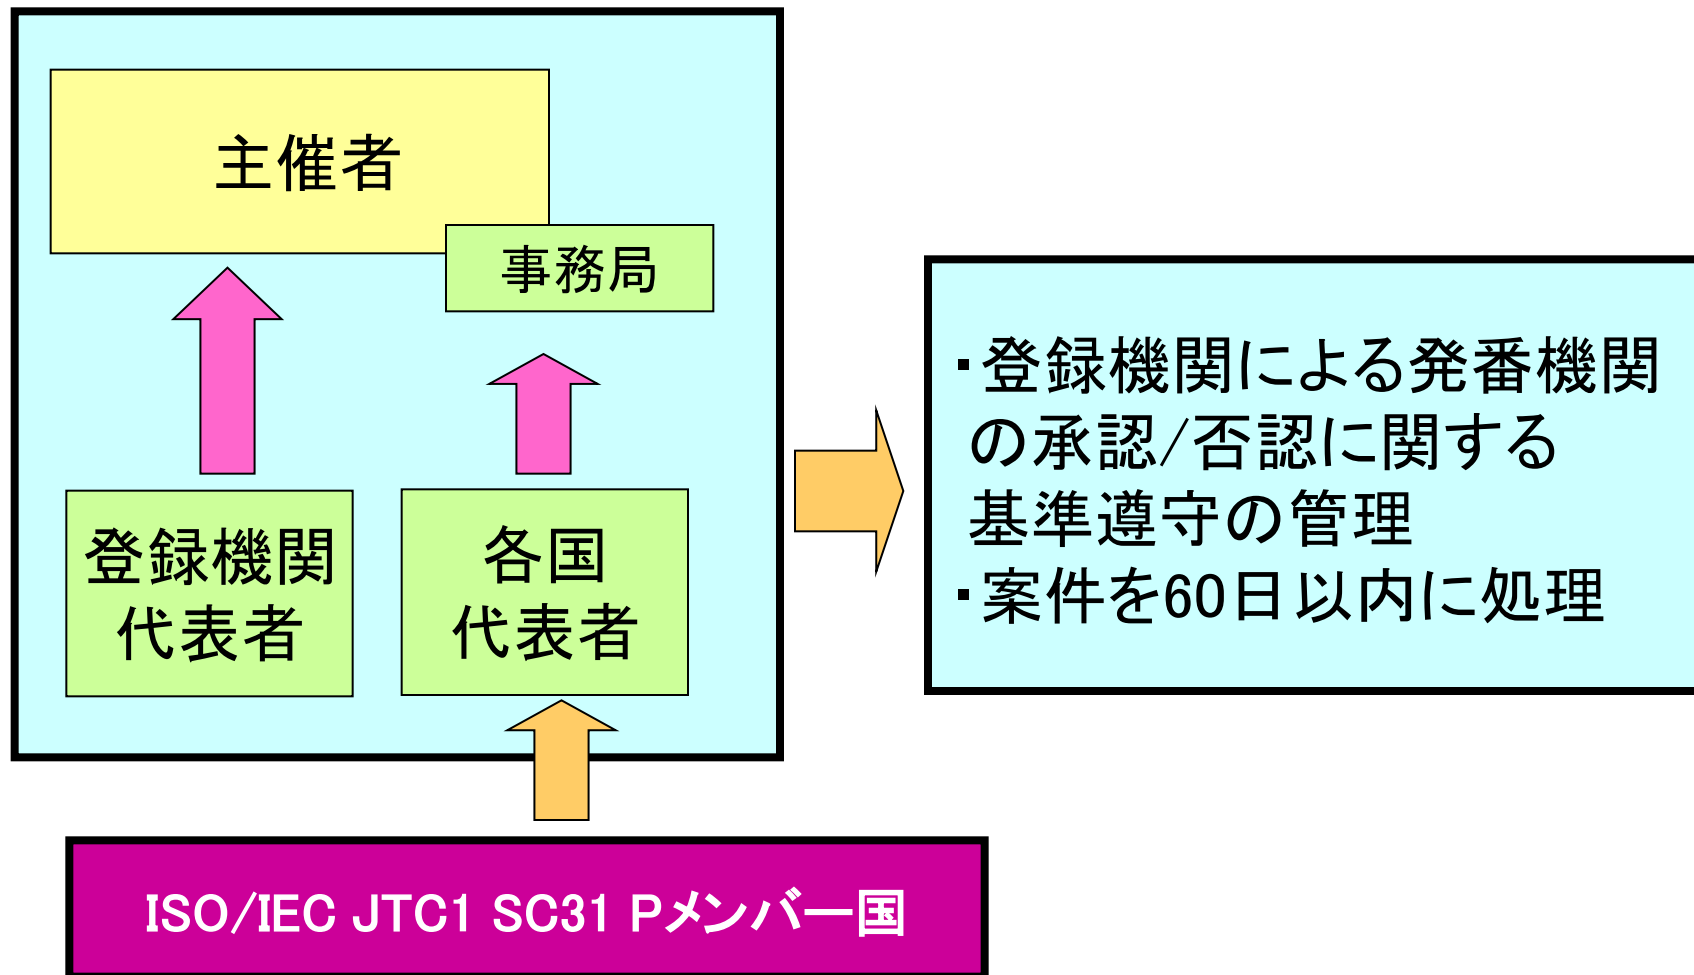 主催者
事務局
登録機関
代表者
各国
代表者
・登録機関による発番機関
の承認/否認に関する
基準遵守の管理
・案件を60日以内に処理
ISO/IEC JTC1 SC31 Pメンバー国